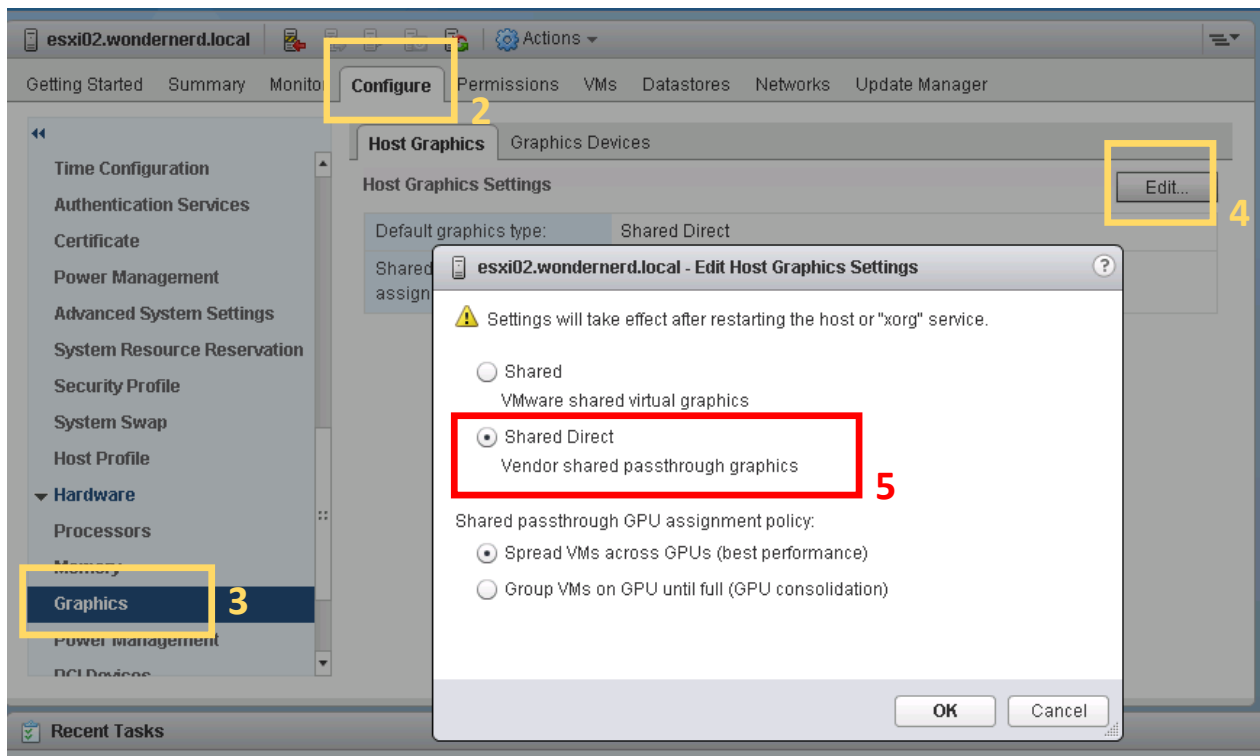 esxi02.wondernerd.local Actions
Getting Started Summary Monitor Configure Permissions VMs Datastores Networks Update Manager
2
Time Configuration
Authentication Services
Certificate
Power Management
Advanced System Settings
System Resource Reservation
Security Profile
System Swap
Host Profile
Hardware
Processors
Memory
Graphics
3
Power Management
PCI Devices
Host Graphics Graphics Devices
Host Graphics Settings
Edit...
4
Default graphics type: Shared Direct
Shared
assign
esxi02.wondernerd.local - Edit Host Graphics Settings ?
Settings will take effect after restarting the host or "xorg" service.
Shared
VMware shared virtual graphics
Shared Direct
Vendor shared passthrough graphics
5
Shared passthrough GPU assignment policy:
Spread VMs across GPUs (best performance)
Group VMs on GPU until full (GPU consolidation)
OK Cancel
Recent Tasks